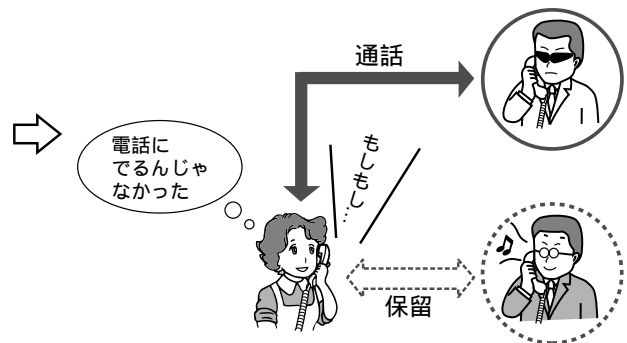 通話
電話に
でるんじゃ
なかった
もしもし…
保留